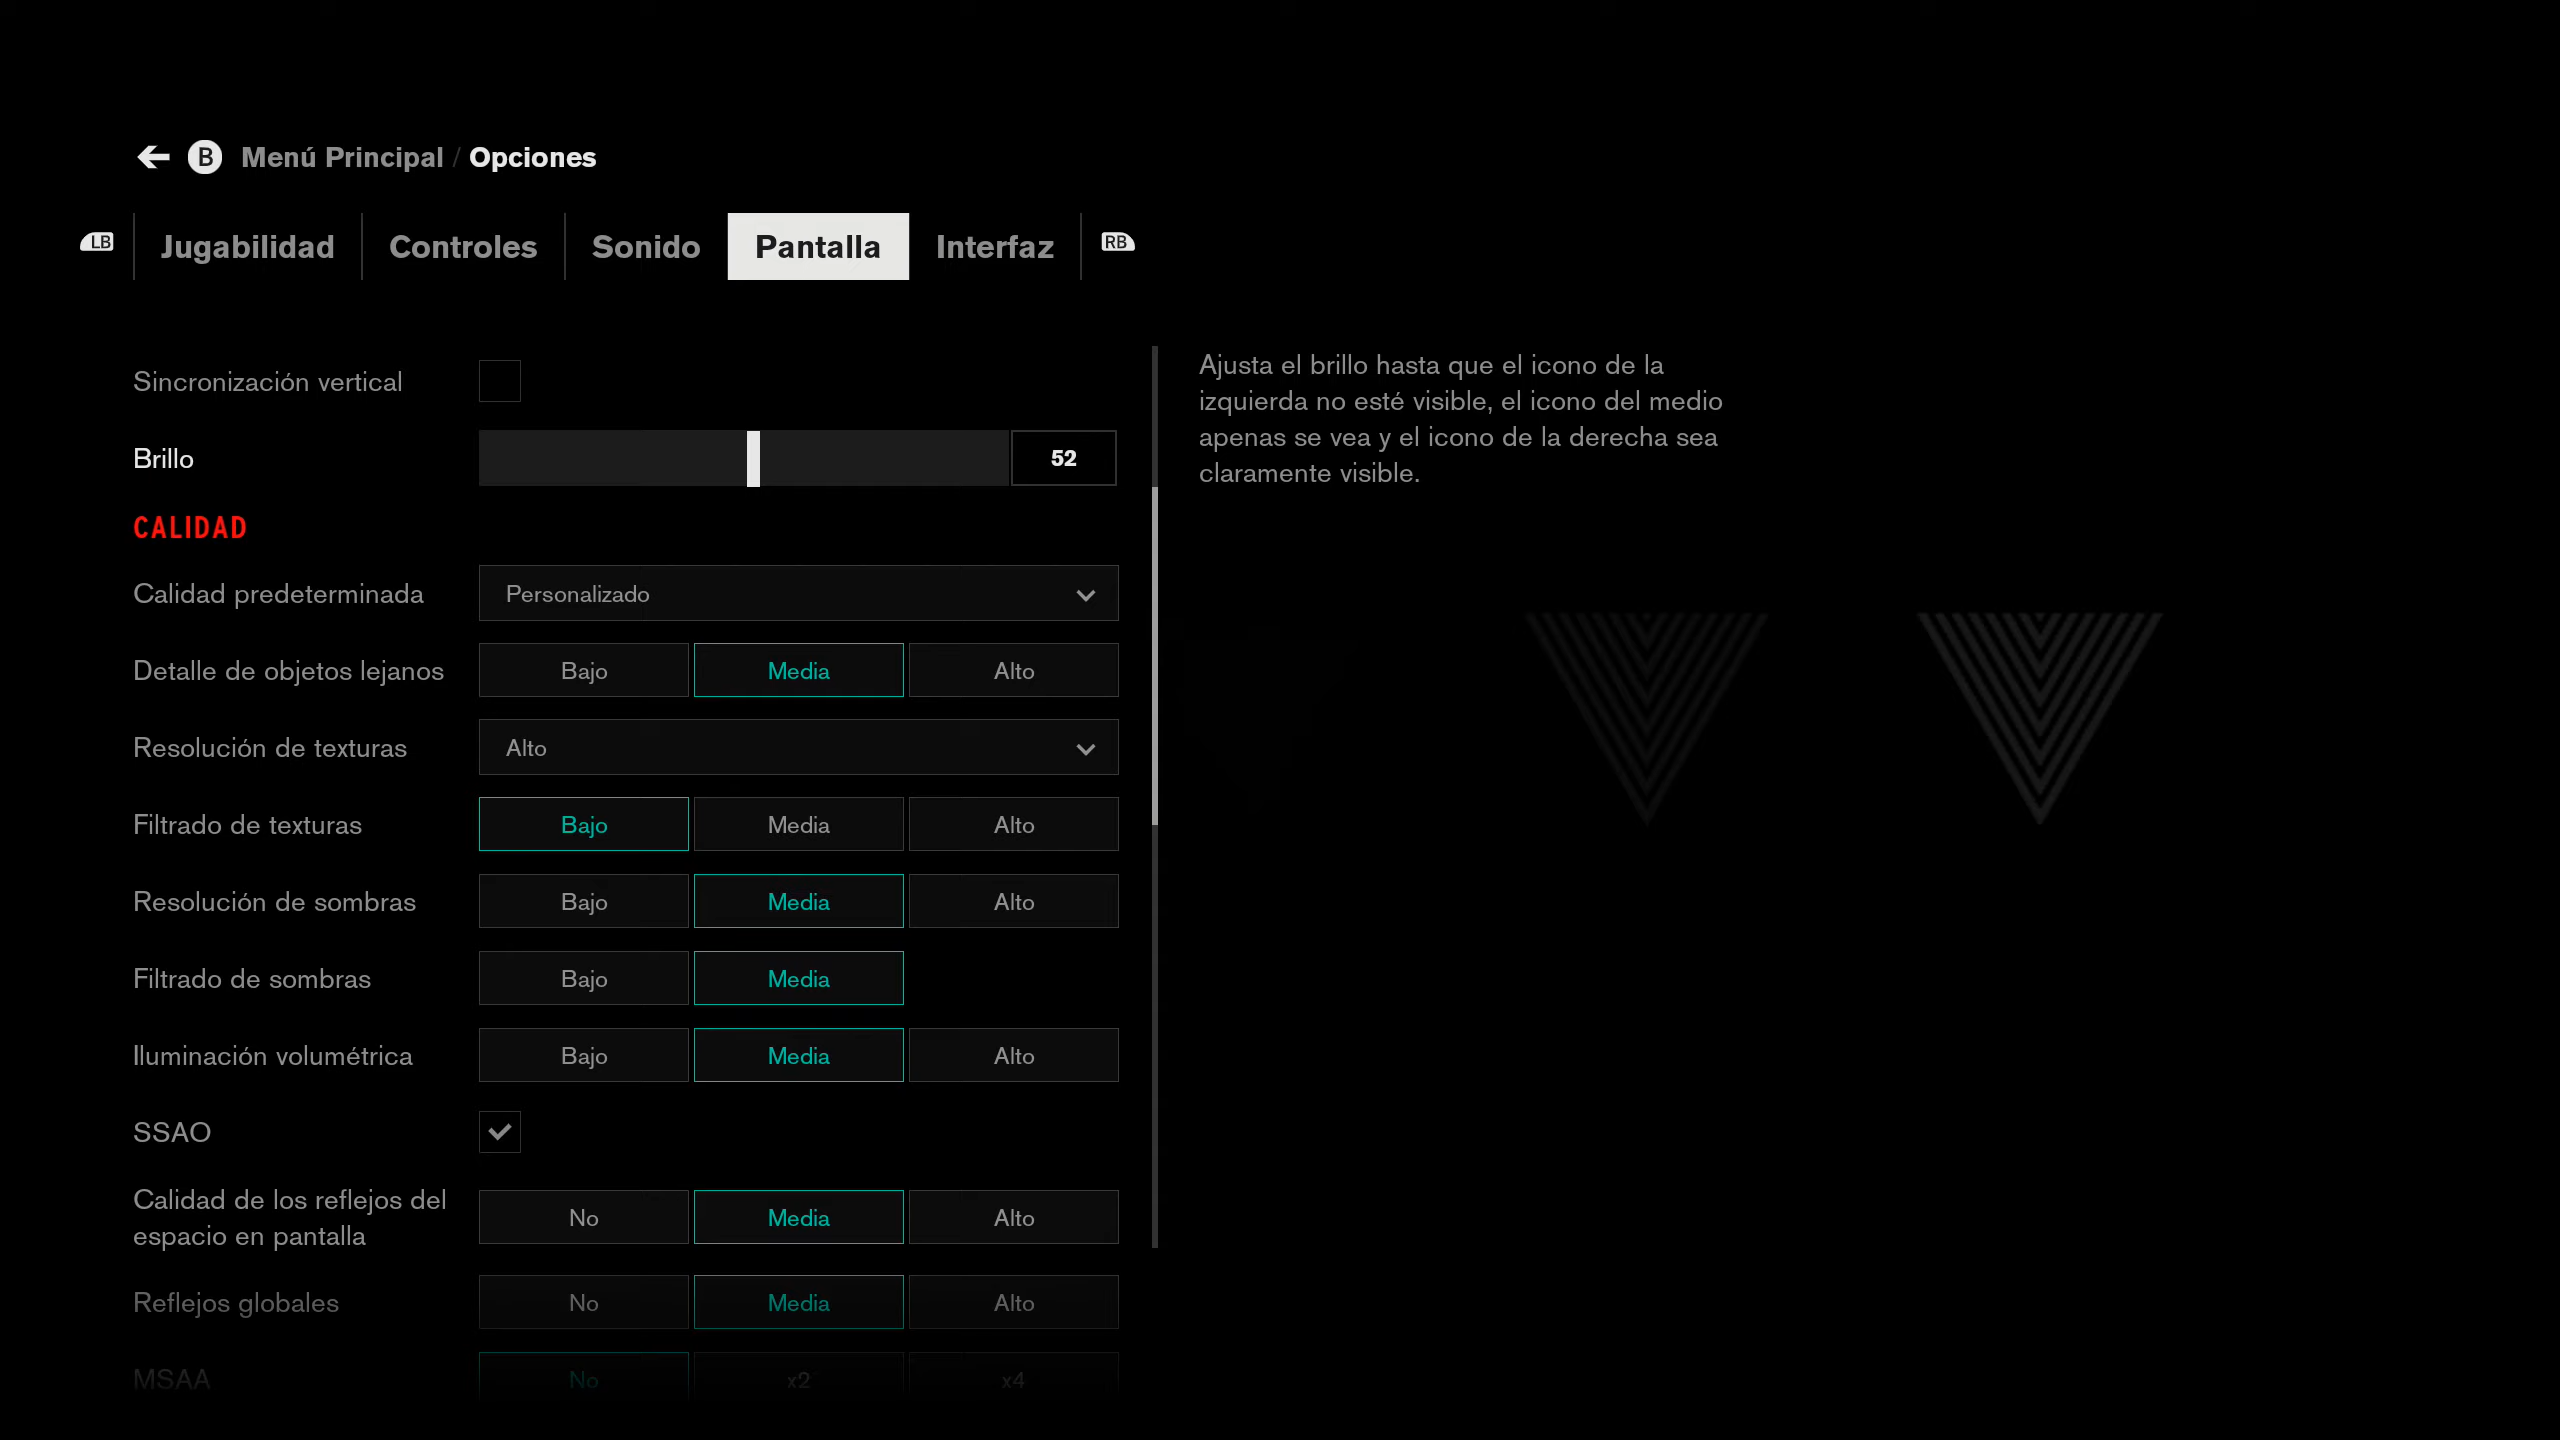 B Menú Principal / Opciones
LB Jugabilidad Controles Sonido Pantalla Interfaz RB
Sincronización vertical
Brillo 52
CALIDAD
Calidad predeterminada Personalizado
Detalle de objetos lejanos Bajo Media Alto
Resolución de texturas Alto
Filtrado de texturas Bajo Media Alto
Resolución de sombras Bajo Media Alto
Filtrado de sombras Bajo Media
Iluminación volumétrica Bajo Media Alto
SSAO
Calidad de los reflejos del
espacio en pantalla No Media Alto
Reflejos globales No Media Alto
MSAA No x2 x4
Ajusta el brillo hasta que el icono de la
izquierda no esté visible, el icono del medio
apenas se vea y el icono de la derecha sea
claramente visible.